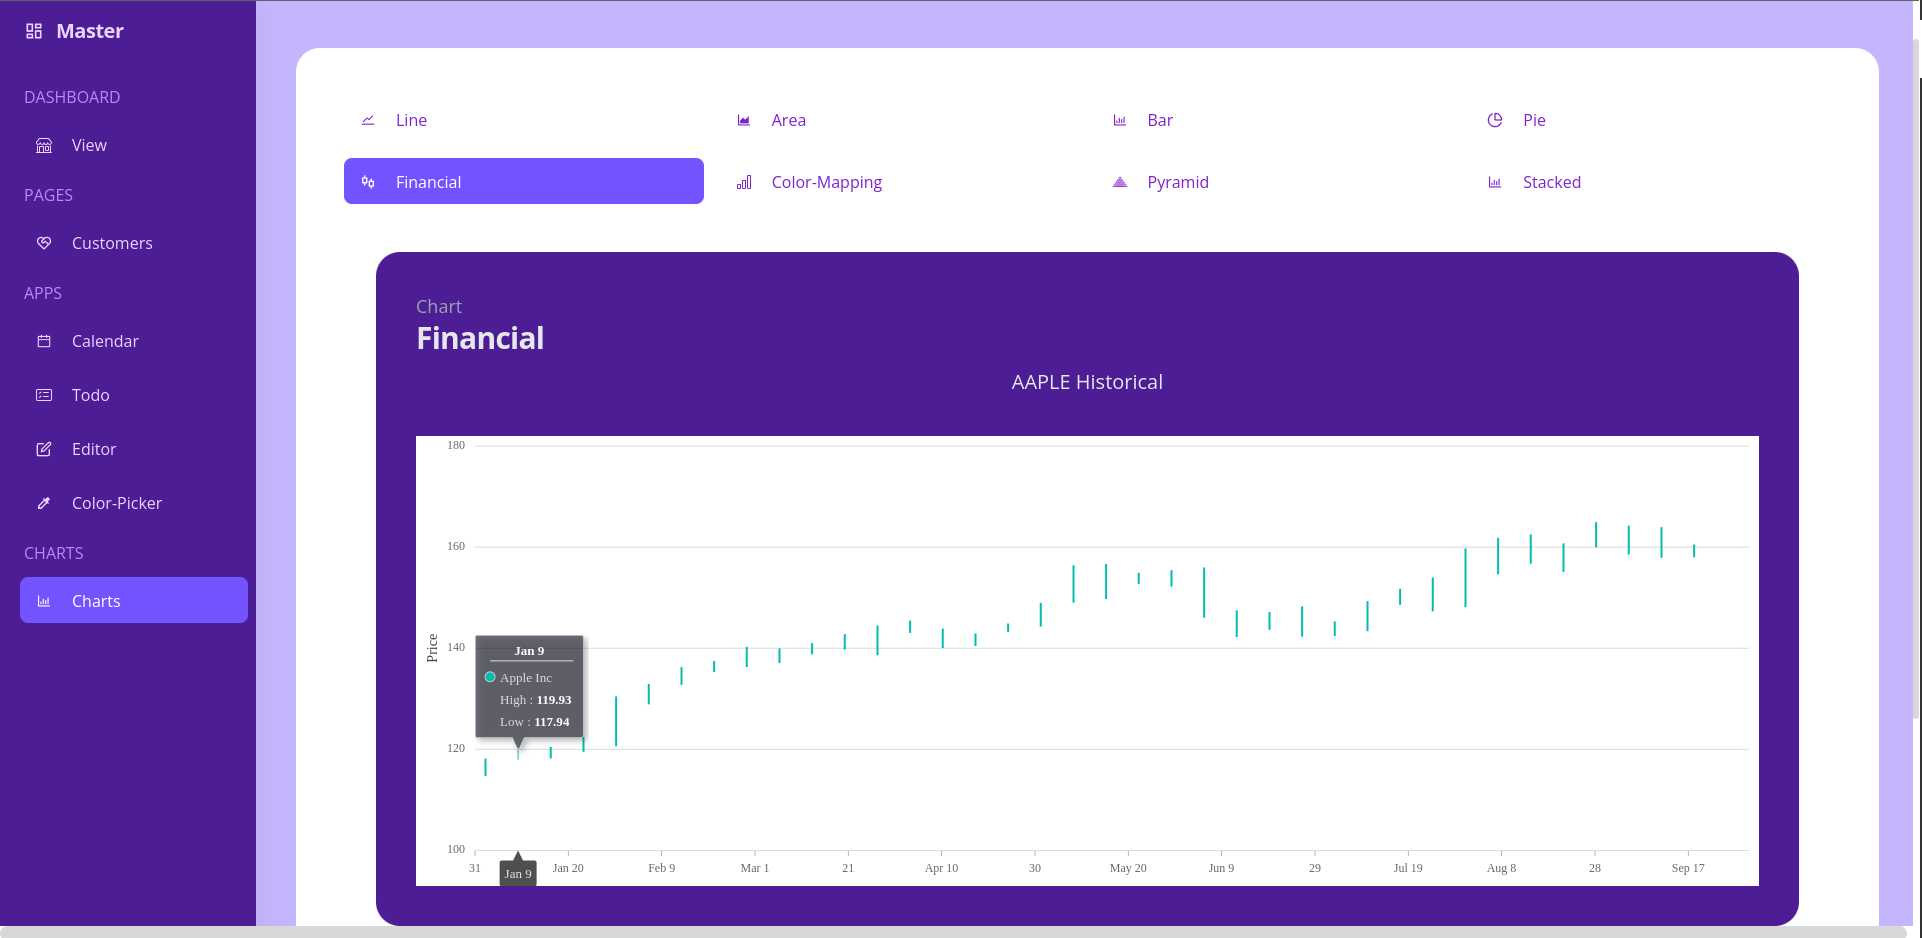 Master
DASHBOARD
View
PAGES
Customers
APPS
Calendar
Todo
Editor
Color-Picker
CHARTS
Charts
Line
Area
Bar
Pie
Financial
Color-Mapping
Pyramid
Stacked
Chart
Financial
AAPLE Historical
Price
180
160
140
120
100
Jan 9
Apple Inc
High : 119.93
Low : 117.94
31
Jan 9
Jan 20
Feb 9
Mar 1
21
Apr 10
30
May 20
Jun 9
29
Jul 19
Aug 8
28
Sep 17